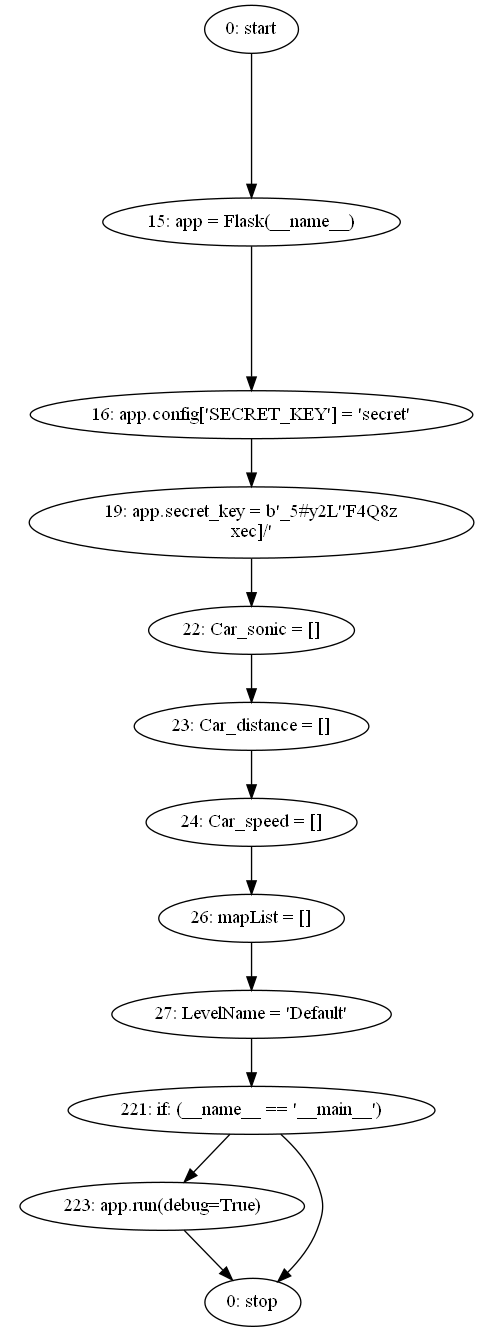 0: start
15: app = Flask(__name__)
16: app.config['SECRET_KEY'] = 'secret'
19: app.secret_key = b'_5#y2L"F4Q8z
xec]/'
22: Car_sonic = []
23: Car_distance = []
24: Car_speed = []
26: mapList = []
27: LevelName = 'Default'
221: if: (__name__ == '__main__')
223: app.run(debug=True)
0: stop